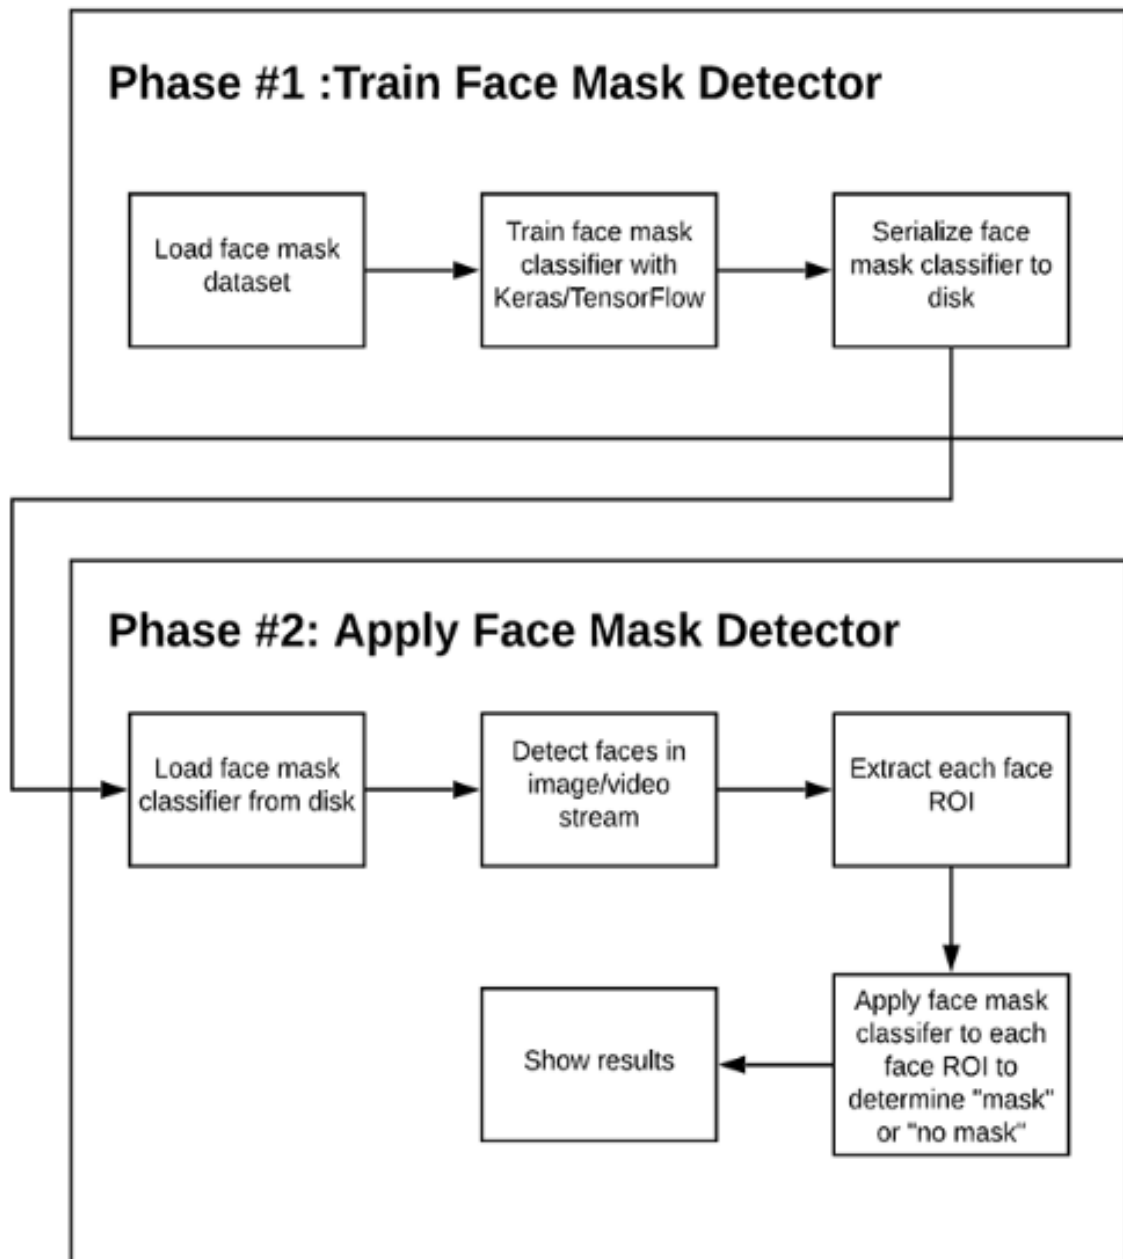 Phase #1 :Train Face Mask Detector
Load face mask
dataset
Train face mask
classifier with
Keras/TensorFlow
Serialize face
mask classifier to
disk
Phase #2: Apply Face Mask Detector
Load face mask
classifier from disk
Detect faces in
image/video
stream
Extract each face
ROI
Apply face mask
classifer to each
face ROI to
determine "mask"
or "no mask"
Show results